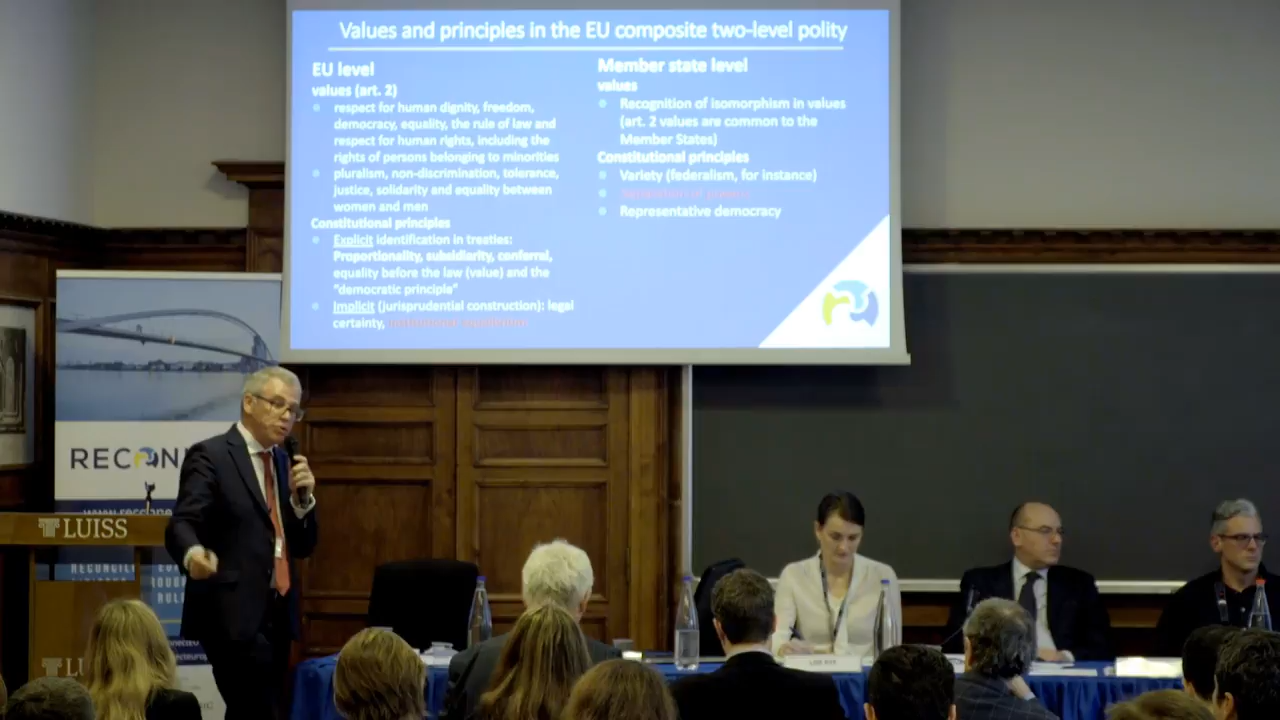 Values and principles in the EU composite two-level polity
EU level
values (art. 2)
respect for human dignity, freedom,
democracy, equality, the rule of law and
respect for human rights, including the
rights of persons belonging to minorities
pluralism, non-discrimination, tolerance,
justice, solidarity and equality between
women and men
Constitutional principles
Explicit identification in treaties:
Proportionality, subsidiarity, conferral,
equality before the law (value) and the
"democratic principle"
Implicit (jurisprudential construction): legal
certainty,
Member state level
values
Recognition of isomorphism in values
(art. 2 values are common to the
Member States)
Constitutional principles
Variety (federalism, for instance)
Representative democracy
RECON
LUISS
RECONCILI
RULE
LU